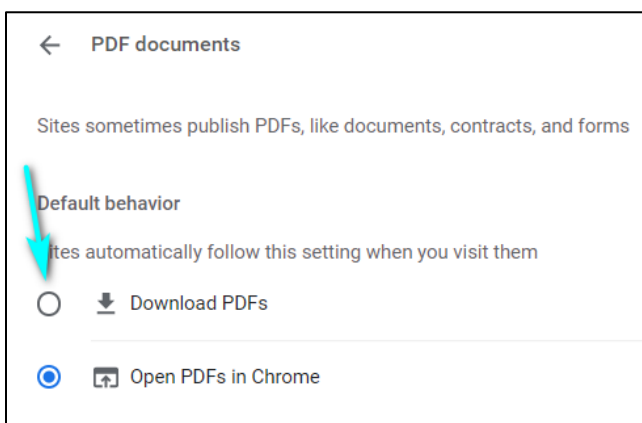 PDF documents
Sites sometimes publish PDFs, like documents, contracts, and forms
Default behavior
Sites automatically follow this setting when you visit them
Download PDFs
Open PDFs in Chrome